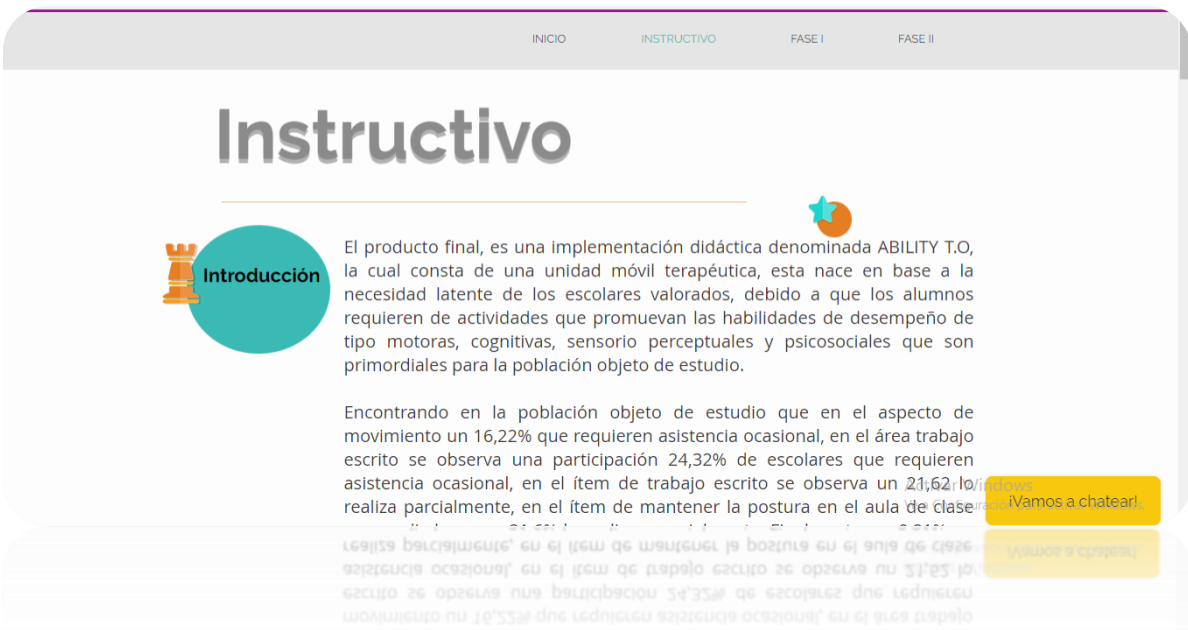 INICIO INSTRUCTIVO FASE I FASE II
Instructivo
Introducción
El producto final, es una implementación didáctica denominada ABILITY T.O,
la cual consta de una unidad móvil terapéutica, esta nace en base a la
necesidad latente de los escolares valorados, debido a que los alumnos
requieren de actividades que promuevan las habilidades de desempeño de
tipo motoras, cognitivas, sensorio perceptuales y psicosociales que son
primordiales para la población objeto de estudio.
Encontrando en la población objeto de estudio que en el aspecto de
movimiento un 16,22% que requieren asistencia ocasional, en el área trabajo
escrito se observa una participación 24,32% de escolares que requieren
asistencia ocasional, en el ítem de trabajo escrito se observa un 21,62 lo
realiza parcialmente, en el ítem de mantener la postura en el aula de clase
Activar Windows
¡Vamos a chatear!